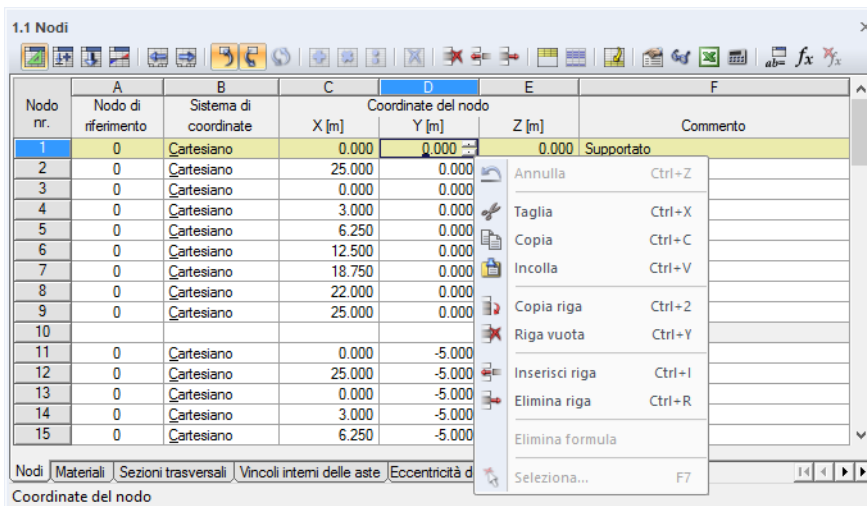 1.1 Nodi
A B C D E F
Nodo nr. Nodo di riferimento Sistema di coordinate Coordinate del nodo
X [m] Y [m] Z [m] Commento
1 0 Cartesiano 0.000 0.000 0.000 Supportato
2 0 Cartesiano 25.000 0.000
3 0 Cartesiano 0.000 0.000
4 0 Cartesiano 3.000 0.000
5 0 Cartesiano 6.250 0.000
6 0 Cartesiano 12.500 0.000
7 0 Cartesiano 18.750 0.000
8 0 Cartesiano 22.000 0.000
9 0 Cartesiano 25.000 0.000
10
11 0 Cartesiano 0.000 -5.000
12 0 Cartesiano 25.000 -5.000
13 0 Cartesiano 0.000 -5.000
14 0 Cartesiano 3.000 -5.000
15 0 Cartesiano 6.250 -5.000
Annulla Ctrl+Z
Taglia Ctrl+X
Copia Ctrl+C
Incolla Ctrl+V
Copia riga Ctrl+2
Riga vuota Ctrl+Y
Inserisci riga Ctrl+I
Elimina riga Ctrl+R
Elimina formula
Seleziona... F7
Nodi Materiali Sezioni trasversali Vincoli interni delle aste Eccentricità d
Coordinate del nodo